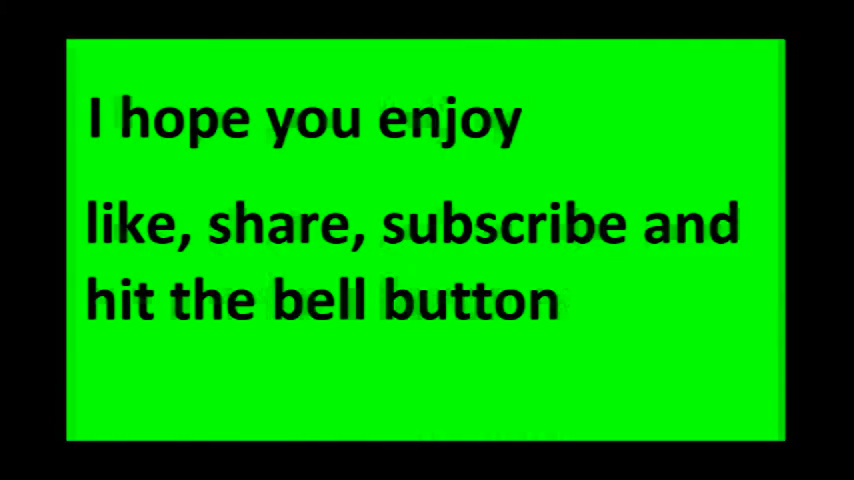 I hope you enjoy
like, share, subscribe and
hit the bell button